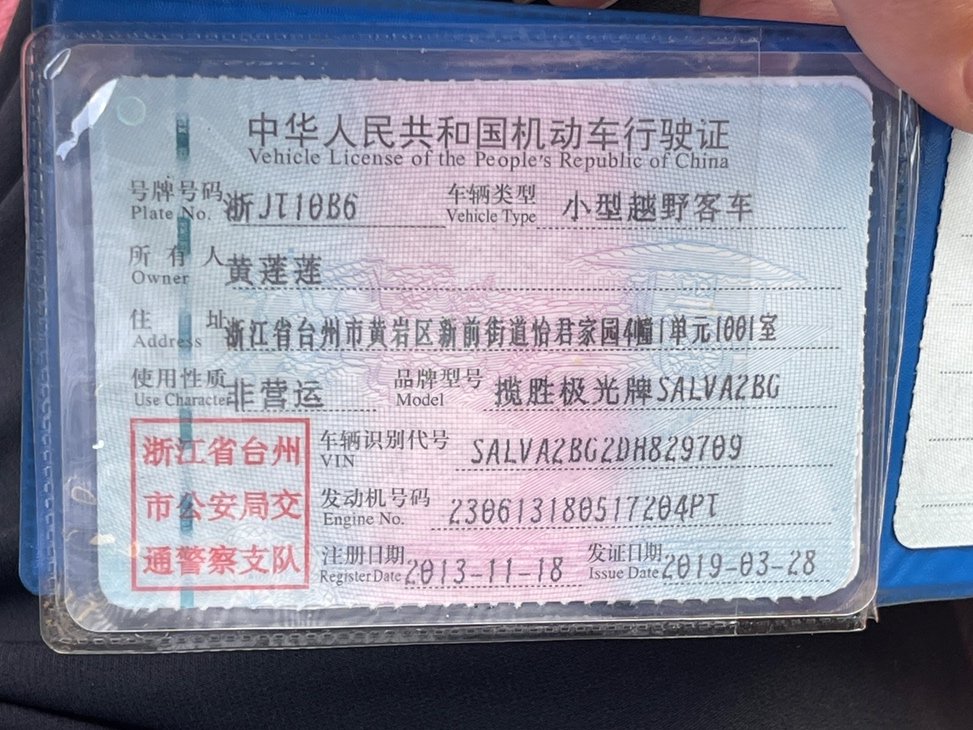 中华人民共和国机动车行驶证
Vehicle License of the People's Republic of China
号牌号码 浙JT10B6 车辆类型 小型越野客车
Plate No. Vehicle Type
所有人 黄莲莲
Owner
住址 浙江省台州市黄岩区新前街道怡君家园4幢1单元1001室
Address
使用性质 非营运 品牌型号 揽胜极光牌SALVA2BG
Use Character Model
浙江省台州
市公安局交
通警察支队
车辆识别代号 SALVA2BG2DH829709
VIN
发动机号码 230613180517204PT
Engine No.
注册日期 2013-11-18 发证日期 2019-03-28
Register Date Issue Date